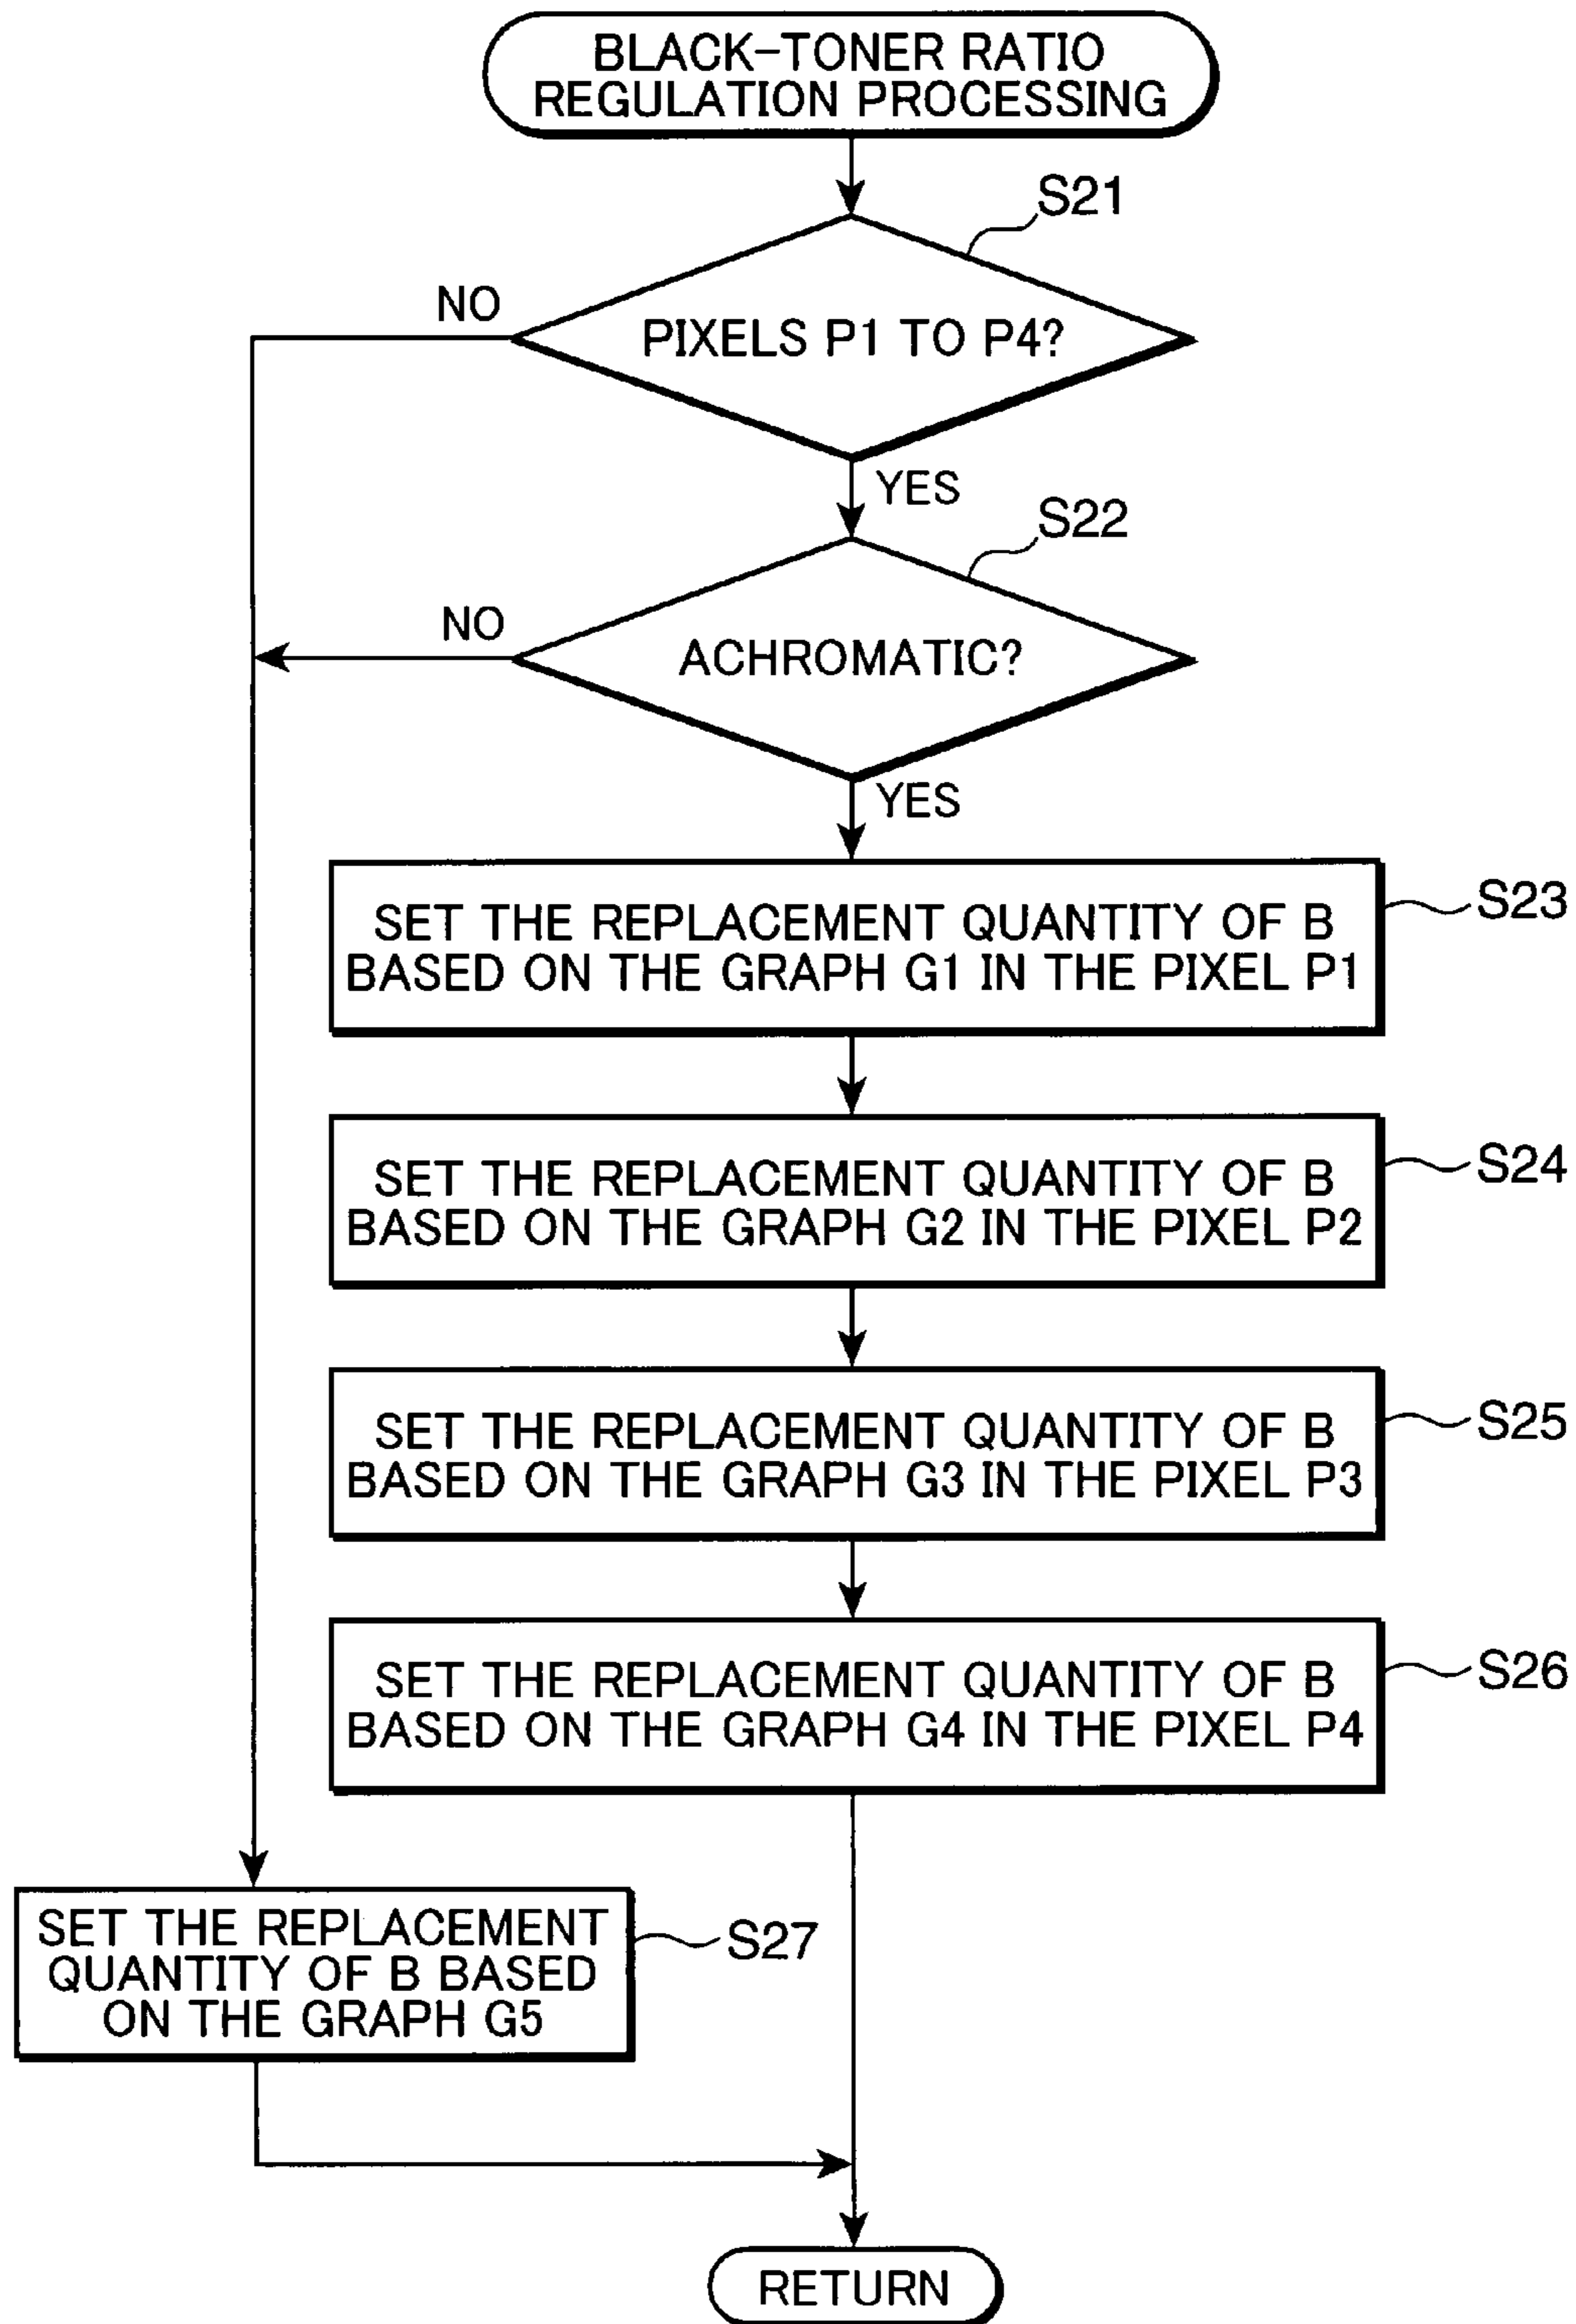 BLACK-TONER RATIO
REGULATION PROCESSING
S21
NO
PIXELS P1 TO P4?
YES
S22
NO
ACHROMATIC?
YES
SET THE REPLACEMENT QUANTITY OF B
BASED ON THE GRAPH G1 IN THE PIXEL P1
S23
SET THE REPLACEMENT QUANTITY OF B
BASED ON THE GRAPH G2 IN THE PIXEL P2
S24
SET THE REPLACEMENT QUANTITY OF B
BASED ON THE GRAPH G3 IN THE PIXEL P3
S25
SET THE REPLACEMENT QUANTITY OF B
BASED ON THE GRAPH G4 IN THE PIXEL P4
S26
SET THE REPLACEMENT
QUANTITY OF B BASED
ON THE GRAPH G5
S27
RETURN